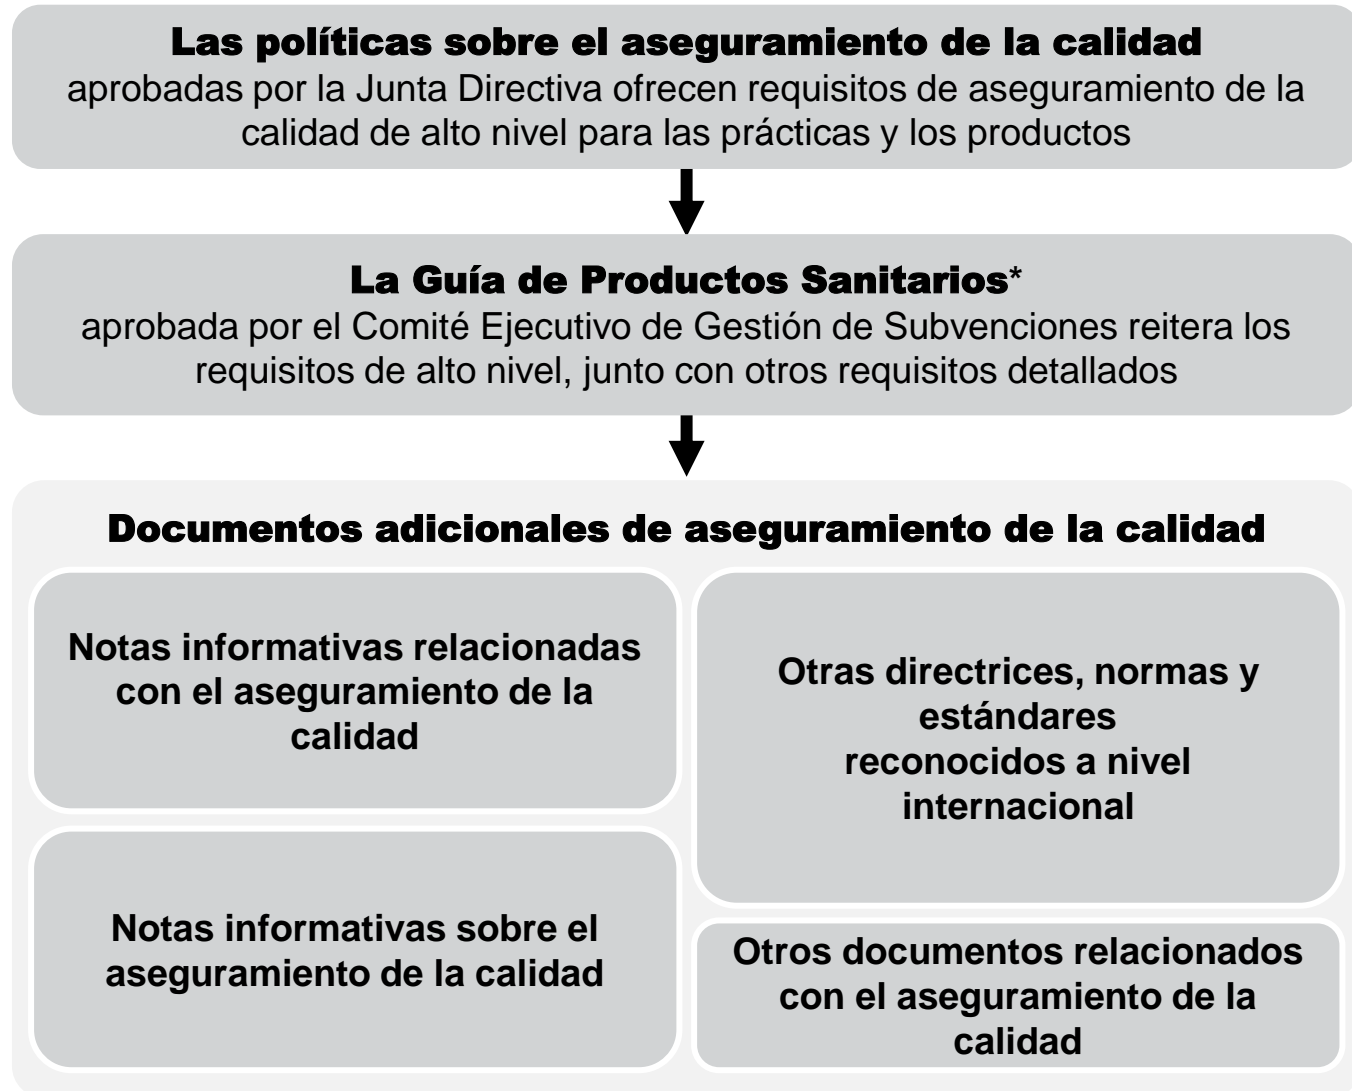 Las políticas sobre el aseguramiento de la calidad
aprobadas por la Junta Directiva ofrecen requisitos de aseguramiento de la
calidad de alto nivel para las prácticas y los productos
La Guía de Productos Sanitarios*
aprobada por el Comité Ejecutivo de Gestión de Subvenciones reitera los
requisitos de alto nivel, junto con otros requisitos detallados
Documentos adicionales de aseguramiento de la calidad
Notas informativas relacionadas
con el aseguramiento de la
calidad
Notas informativas sobre el
aseguramiento de la calidad
Otras directrices, normas y
estándares
reconocidos a nivel
internacional
Otros documentos relacionados
con el aseguramiento de la
calidad